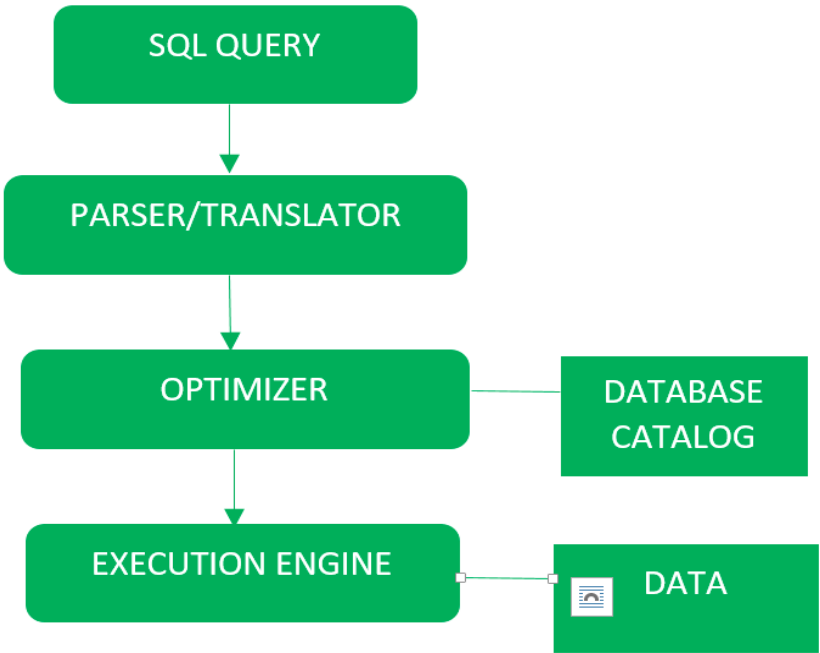 SQL QUERY
PARSER/TRANSLATOR
OPTIMIZER
DATABASE
CATALOG
EXECUTION ENGINE
DATA